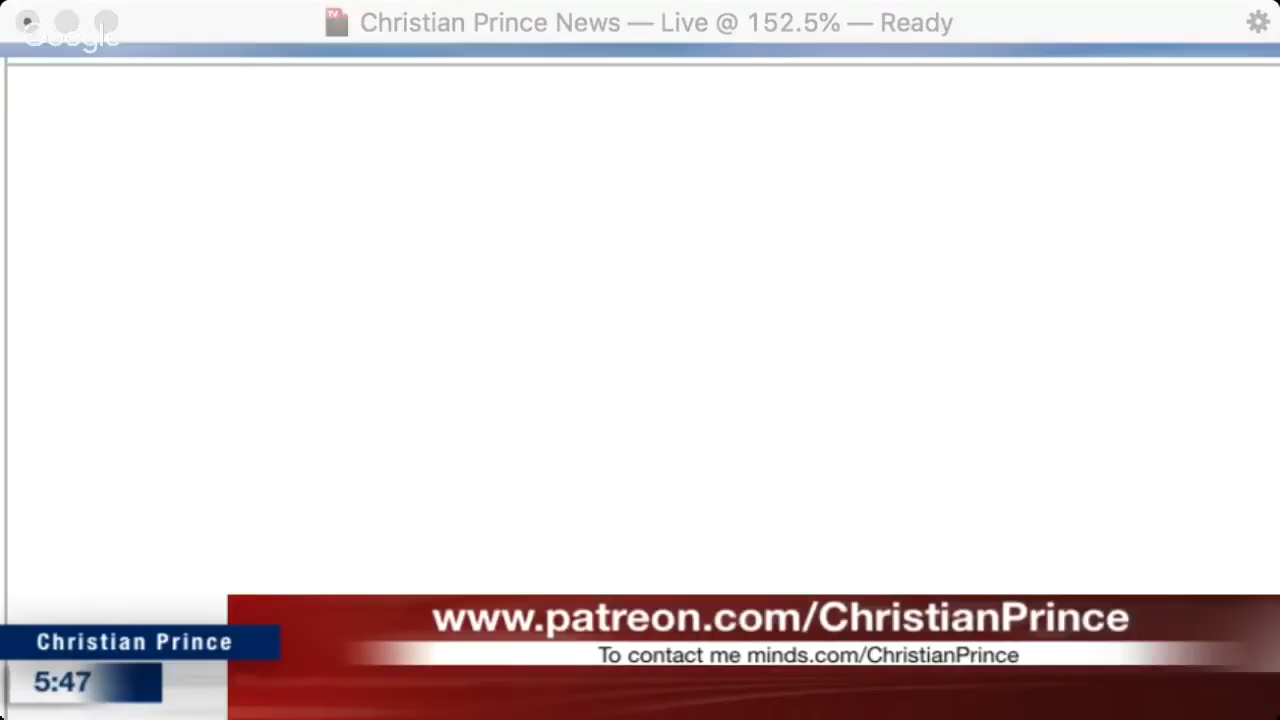 Christian Prince News — Live @ 152.5% — Ready
Google
www.patreon.com/ChristianPrince
To contact me minds.com/ChristianPrince
Christian Prince
5:47